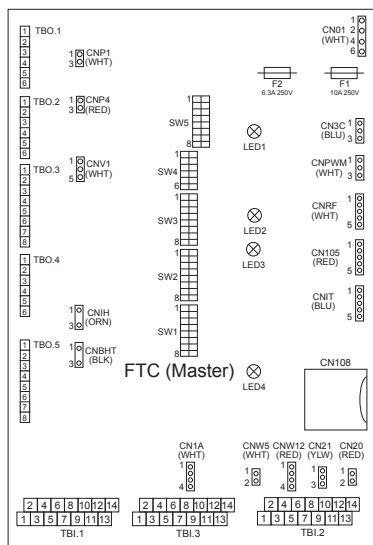 TBO.1
1
2
3
4
5
6
1
3
CNP1
(WHT)
CN01
(WHT)
1
2
4
6
F2
6.3A 250V
F1
10A 250V
TBO.2
1
2
3
4
1
3
CNP4
(RED)
SW5
1
8
LED1
1
3
CN3C
(BLU)
TBO.3
1
2
3
4
5
6
7
8
1
5
CNV1
(WHT)
SW4
1
6
CNPWM
(WHT)
1
3
SW3
1
8
LED2
CNRF
(WHT)
1
5
TBO.4
1
2
3
4
5
6
SW2
1
8
LED3
CN105
(RED)
1
5
CNIT
(BLU)
1
5
1
3
CNIH
(ORN)
SW1
1
8
TBO.5
1
2
3
4
5
6
7
8
1
3
CNBHT
(BLK)
FTC (Master)
LED4
CN108
CN1A
(WHT)
1
4
CNW5
(WHT)
1
2
CNW12
(RED)
1
4
CN21
(YLW)
1
3
CN20
(RED)
1
2
2 4 6 8 10 12 14
1 3 5 7 9 11 13
TBI.1
2 4 6 8 10 12 14
1 3 5 7 9 11 13
TBI.3
2 4 6 8 10 12 14
1 3 5 7 9 11 13
TBI.2